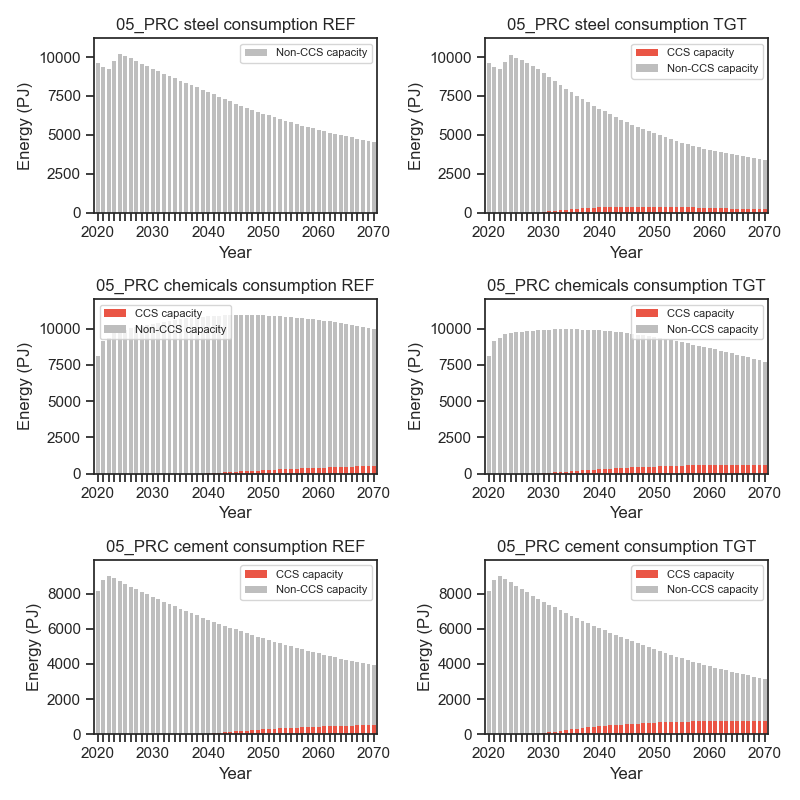 05_PRC steel consumption REF
Energy (PJ)
10000
7500
5000
2500
0
Non-CCS capacity
2020 2030 2040 2050 2060 2070
Year
05_PRC steel consumption TGT
Energy (PJ)
10000
7500
5000
2500
0
CCS capacity
Non-CCS capacity
2020 2030 2040 2050 2060 2070
Year
05_PRC chemicals consumption REF
Energy (PJ)
10000
7500
5000
2500
0
CCS capacity
Non-CCS capacity
2020 2030 2040 2050 2060 2070
Year
05_PRC chemicals consumption TGT
Energy (PJ)
10000
7500
5000
2500
0
CCS capacity
Non-CCS capacity
2020 2030 2040 2050 2060 2070
Year
05_PRC cement consumption REF
Energy (PJ)
8000
6000
4000
2000
0
CCS capacity
Non-CCS capacity
2020 2030 2040 2050 2060 2070
Year
05_PRC cement consumption TGT
Energy (PJ)
8000
6000
4000
2000
0
CCS capacity
Non-CCS capacity
2020 2030 2040 2050 2060 2070
Year